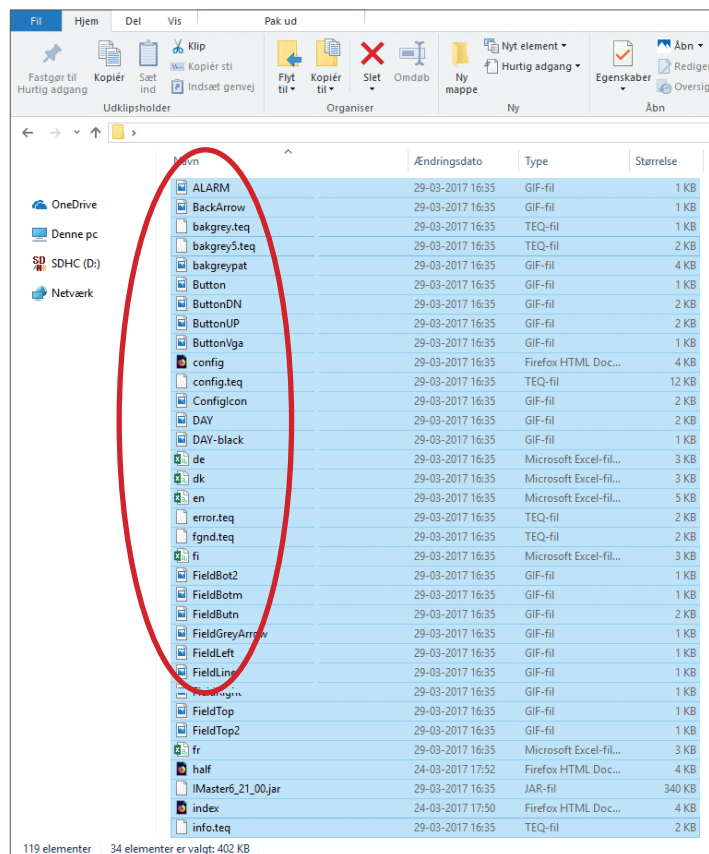 Fil Hjem Del Vis Pak ud
Fastgør til Hurtig adgang
Kopiér
Sæt ind
Klip
Kopiér sti
Indsæt genvej
Udklipsholder
Flyt til
Kopiér til
Slet
Omdøb
Organiser
Ny mappe
Nyt element
Hurtig adgang
Ny
Egenskaber
Åbn
Rediger
Oversig
Åbn
OneDrive
Denne pc
SDHC (D:)
Netværk
Navn Ændringsdato Type Størrelse
ALARM 29-03-2017 16:35 GIF-fil 1 KB
BackArrow 29-03-2017 16:35 GIF-fil 1 KB
bakgrey.teq 29-03-2017 16:35 TEQ-fil 1 KB
bakgrey5.teq 29-03-2017 16:35 TEQ-fil 2 KB
bakgreypat 29-03-2017 16:35 GIF-fil 4 KB
Button 29-03-2017 16:35 GIF-fil 1 KB
ButtonDN 29-03-2017 16:35 GIF-fil 2 KB
ButtonUP 29-03-2017 16:35 GIF-fil 2 KB
ButtonVga 29-03-2017 16:35 GIF-fil 1 KB
config 29-03-2017 16:35 Firefox HTML Doc... 4 KB
config.teq 29-03-2017 16:35 TEQ-fil 12 KB
ConfigIcon 29-03-2017 16:35 GIF-fil 2 KB
DAY 29-03-2017 16:35 GIF-fil 2 KB
DAY-black 29-03-2017 16:35 GIF-fil 1 KB
de 29-03-2017 16:35 Microsoft Excel-fil... 3 KB
dk 29-03-2017 16:35 Microsoft Excel-fil... 3 KB
en 29-03-2017 16:35 Microsoft Excel-fil... 5 KB
error.teq 29-03-2017 16:35 TEQ-fil 2 KB
fgnd.teq 29-03-2017 16:35 TEQ-fil 2 KB
fi 29-03-2017 16:35 Microsoft Excel-fil... 3 KB
FieldBot2 29-03-2017 16:35 GIF-fil 1 KB
FieldBotm 29-03-2017 16:35 GIF-fil 1 KB
FieldButn 29-03-2017 16:35 GIF-fil 2 KB
FieldGreyArrow 29-03-2017 16:35 GIF-fil 1 KB
FieldLeft 29-03-2017 16:35 GIF-fil 1 KB
FieldLine 29-03-2017 16:35 GIF-fil 1 KB
FieldRight 29-03-2017 16:35 GIF-fil 1 KB
FieldTop 29-03-2017 16:35 GIF-fil 1 KB
FieldTop2 29-03-2017 16:35 GIF-fil 1 KB
fr 29-03-2017 16:35 Microsoft Excel-fil... 3 KB
half 24-03-2017 17:52 Firefox HTML Doc... 4 KB
IMaster6_21_00.jar 29-03-2017 16:35 JAR-fil 340 KB
index 24-03-2017 17:50 Firefox HTML Doc... 4 KB
info.teq 29-03-2017 16:35 TEQ-fil 2 KB
119 elementer 34 elementer er valgt: 402 KB